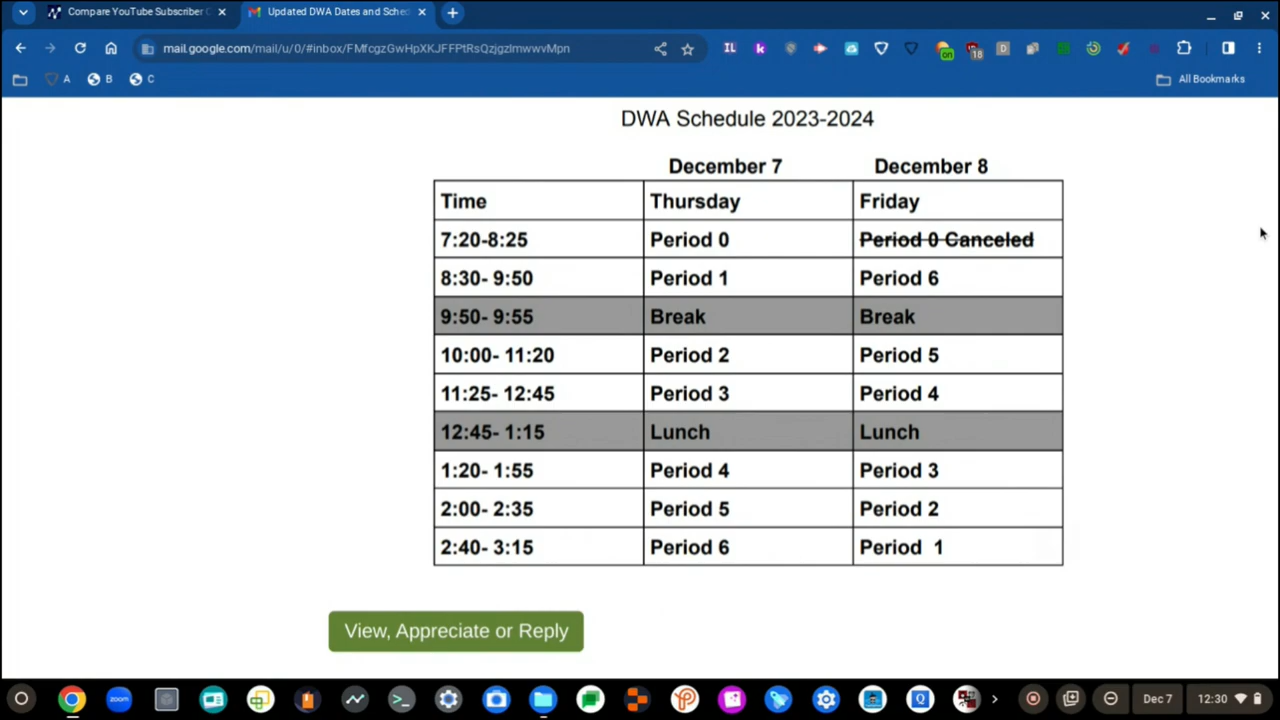 Compare YouTube Subscriber C
Updated DWA Dates and Sched
mail.google.com/mail/u/0/#inbox/FMfcgzGwHpXKJFFPtRsQzjgzlmwwvMpn
IL
k
on
18
D
A
B
C
All Bookmarks
DWA Schedule 2023-2024
December 7 December 8
Time Thursday Friday
7:20-8:25 Period 0 Period 0 Canceled
8:30- 9:50 Period 1 Period 6
9:50- 9:55 Break Break
10:00- 11:20 Period 2 Period 5
11:25- 12:45 Period 3 Period 4
12:45- 1:15 Lunch Lunch
1:20- 1:55 Period 4 Period 3
2:00- 2:35 Period 5 Period 2
2:40- 3:15 Period 6 Period 1
View, Appreciate or Reply
zoom
Q
Dec 7
12:30